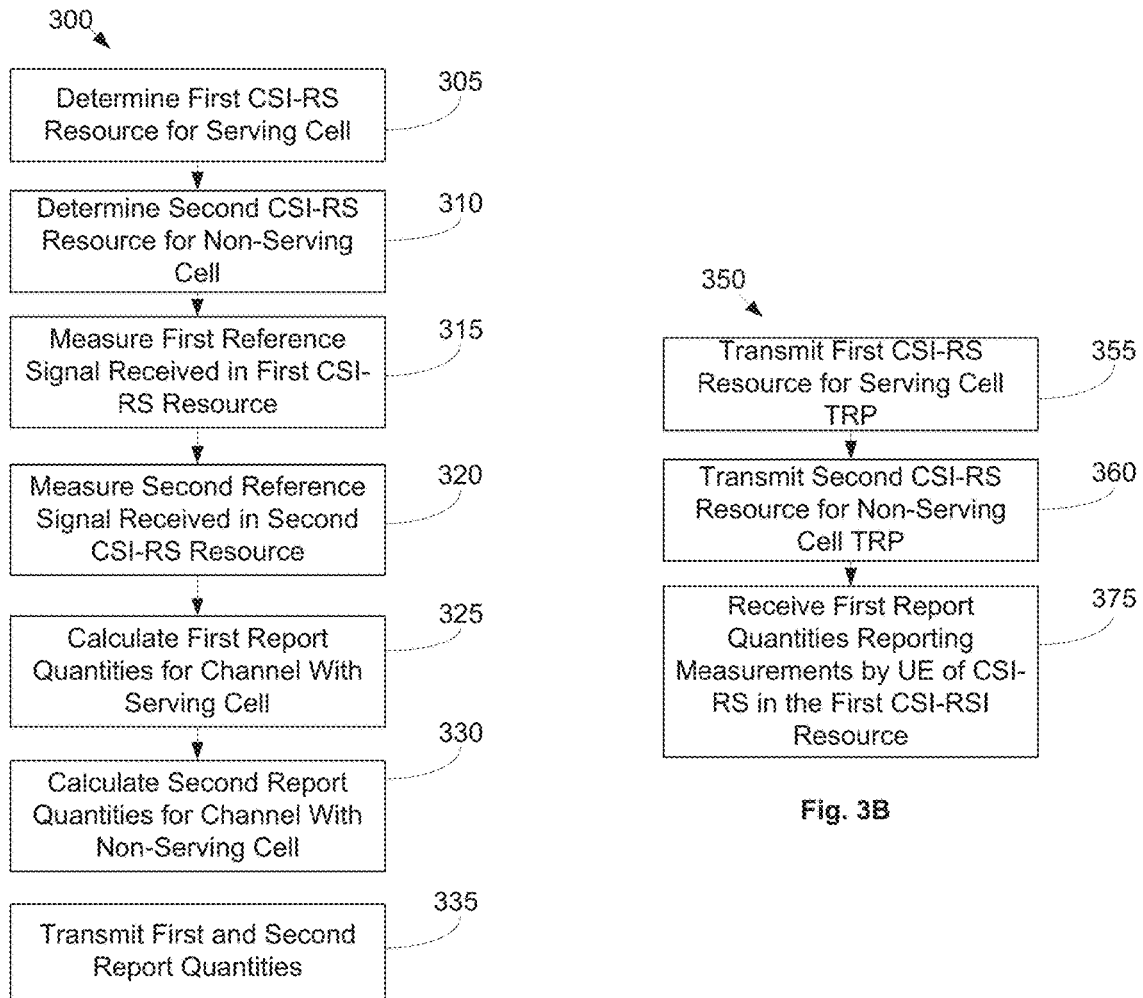 300
305
Determine First CSI-RS
Resource for Serving Cell
310
Determine Second CSI-RS
Resource for Non-Serving
Cell
315
Measure First Reference
Signal Received in First CSI-
RS Resource
320
Measure Second Reference
Signal Received in Second
CSI-RS Resource
325
Calculate First Report
Quantities for Channel With
Serving Cell
330
Calculate Second Report
Quantities for Channel With
Non-Serving Cell
335
Transmit First and Second
Report Quantities
350
355
Transmit First CSI-RS
Resource for Serving Cell
TRP
360
Transmit Second CSI-RS
Resource for Non-Serving
Cell TRP
375
Receive First Report
Quantities Reporting
Measurements by UE of CSI-
RS in the First CSI-RSI
Resource
Fig. 3B